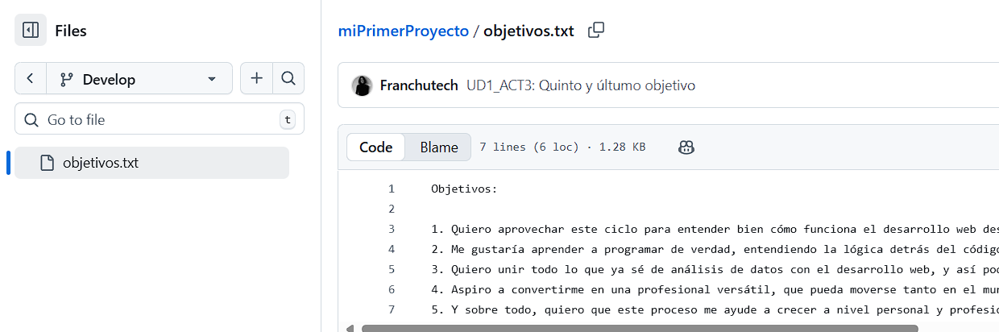 Files
Develop
Go to file
t
objetivos.txt
miPrimerProyecto / objetivos.txt
Franchutech UD1_ACT3: Quinto y últumo objetivo
Code Blame 7 lines (6 loc) · 1.28 KB
1 Objetivos:
2
3 1. Quiero aprovechar este ciclo para entender bien cómo funciona el desarrollo web
4 2. Me gustaría aprender a programar de verdad, entendiendo la lógica detrás del código
5 3. Quiero unir todo lo que ya sé de análisis de datos con el desarrollo web, y así
6 4. Aspiro a convertirme en una profesional versátil, que pueda moverse tanto en el
7 5. Y sobre todo, quiero que este proceso me ayude a crecer a nivel personal y